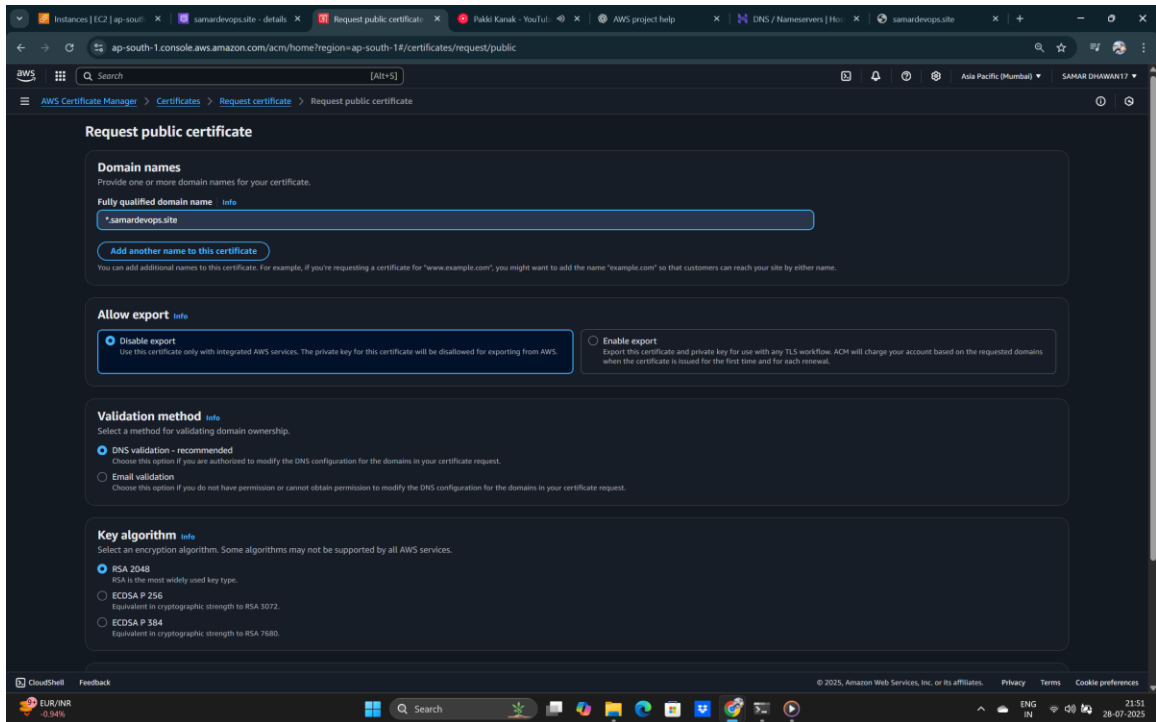 Instances | EC2 | ap-south
samardevops.site - details
Request public certificate
Pakki Kanak - YouTub
AWS project help
DNS / Nameservers | Hos
samardevops.site
ap-south-1.console.aws.amazon.com/acm/home?region=ap-south-1#/certificates/request/public
aws
Search
[Alt+S]
Asia Pacific (Mumbai)
SAMAR DHAWAN17
AWS Certificate Manager > Certificates > Request certificate > Request public certificate
Request public certificate
Domain names
Provide one or more domain names for your certificate.
Fully qualified domain name Info
*.samardevops.site
Add another name to this certificate
You can add additional names to this certificate. For example, if you're requesting a certificate for "www.example.com", you might want to add the name "example.com" so that customers can reach your site by either name.
Allow export Info
Disable export
Use this certificate only with integrated AWS services. The private key for this certificate will be disallowed for exporting from AWS.
Enable export
Export this certificate and private key for use with any TLS workflow. ACM will charge your account based on the requested domains
when the certificate is issued for the first time and for each renewal.
Validation method Info
Select a method for validating domain ownership.
DNS validation - recommended
Choose this option if you are authorized to modify the DNS configuration for the domains in your certificate request.
Email validation
Choose this option if you do not have permission or cannot obtain permission to modify the DNS configuration for the domains in your certificate request.
Key algorithm Info
Select an encryption algorithm. Some algorithms may not be supported by all AWS services.
RSA 2048
RSA is the most widely used key type.
ECDSA P 256
Equivalent in cryptographic strength to RSA 3072.
ECDSA P 384
Equivalent in cryptographic strength to RSA 7680.
CloudShell
Feedback
© 2025, Amazon Web Services, Inc. or its affiliates.
Privacy
Terms
Cookie preferences
EUR/INR
-0.94%
Search
ENG
IN
21:51
28-07-2025